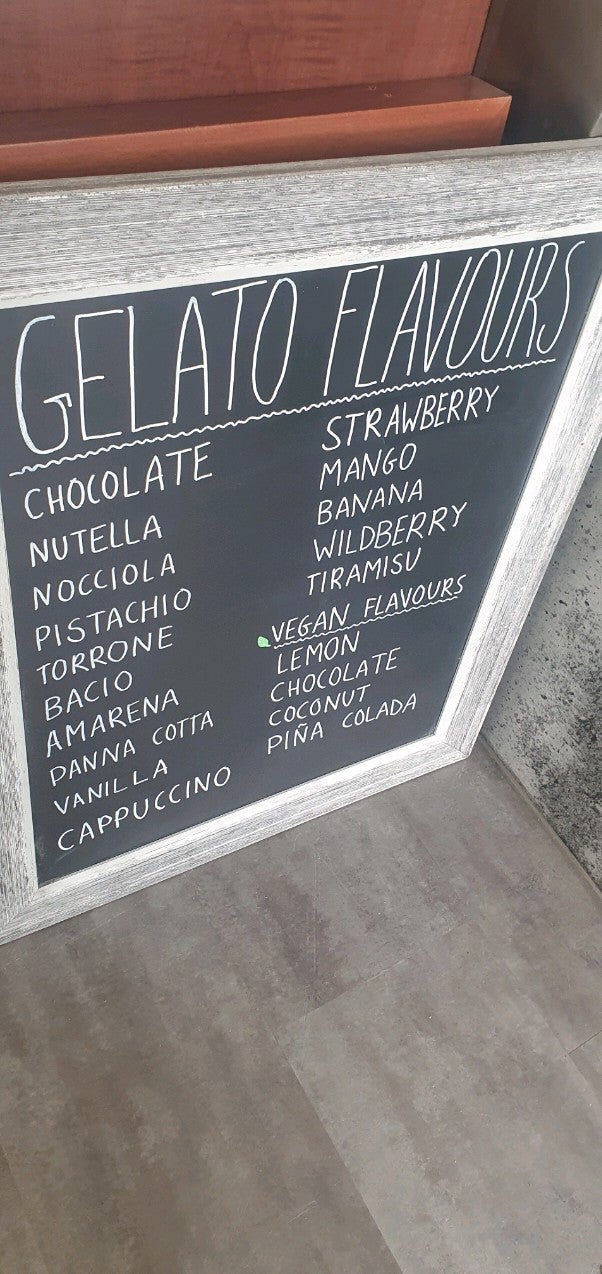 GELATO FLAVOURS
CHOCOLATE
NUTELLA
NOCCIOLA
PISTACHIO
TORRONE
BACIO
AMARENA
PANNA COTTA
VANILLA
CAPPUCCINO
STRAWBERRY
MANGO
BANANA
WILDBERRY
TIRAMISU
VEGAN FLAVOURS
LEMON
CHOCOLATE
COCONUT
PIÑA COLADA